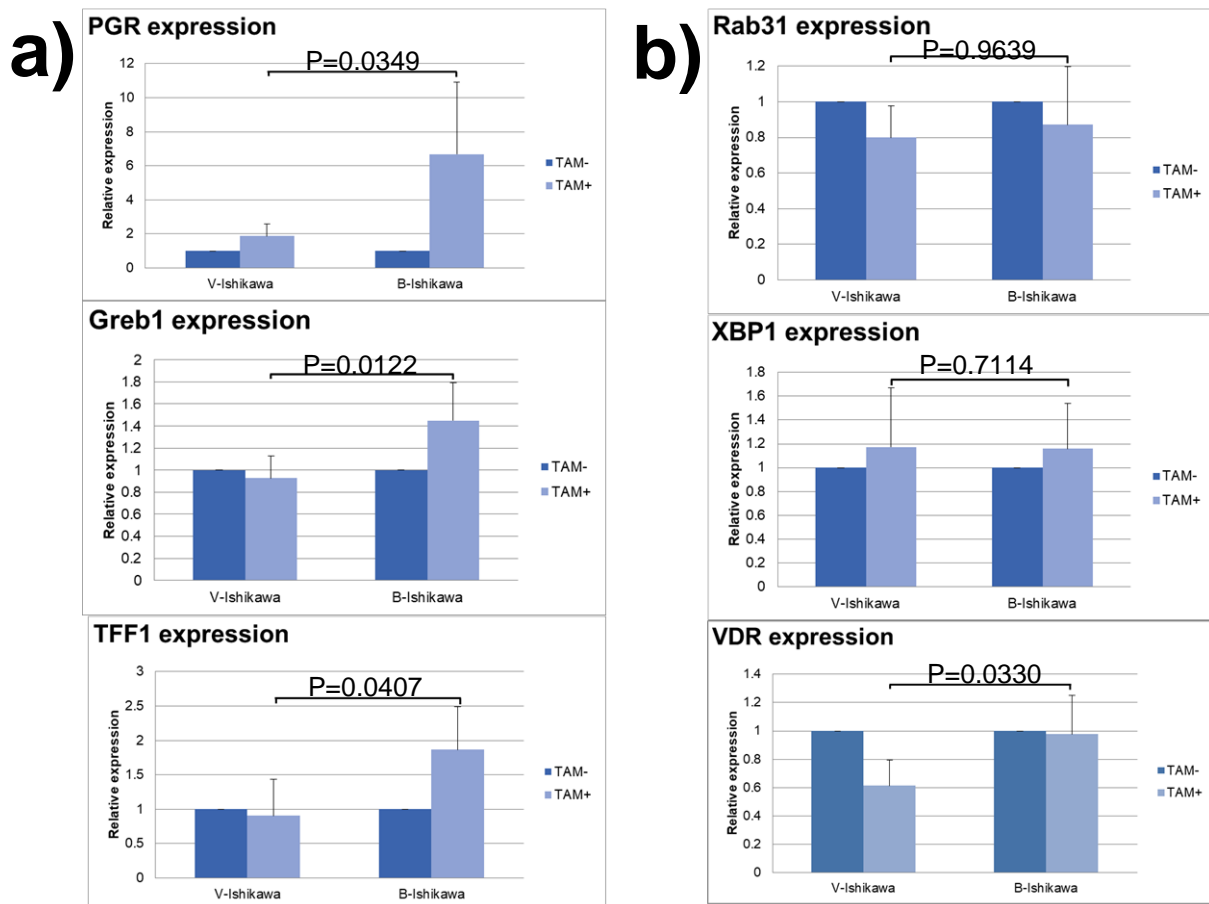 a)
PGR expression
P=0.0349
12
10
8
6
4
2
0
Relative expression
V-Ishikawa
B-Ishikawa
TAM-
TAM+
Greb1 expression
P=0.0122
2
1.8
1.6
1.4
1.2
1
0.8
0.6
0.4
0.2
0
Relative expression
V-Ishikawa
B-Ishikawa
TAM-
TAM+
TFF1 expression
P=0.0407
3
2.5
2
1.5
1
0.5
0
Relative expression
V-Ishikawa
B-Ishikawa
TAM-
TAM+
b)
Rab31 expression
P=0.9639
1.2
1
0.8
0.6
0.4
0.2
0
Relative expression
V-Ishikawa
B-Ishikawa
TAM-
TAM+
XBP1 expression
P=0.7114
1.8
1.6
1.4
1.2
1
0.8
0.6
0.4
0.2
0
Relative expression
V-Ishikawa
B-Ishikawa
TAM-
TAM+
VDR expression
P=0.0330
1.4
1.2
1
0.8
0.6
0.4
0.2
0
Relative expression
V-Ishikawa
B-Ishikawa
TAM-
TAM+